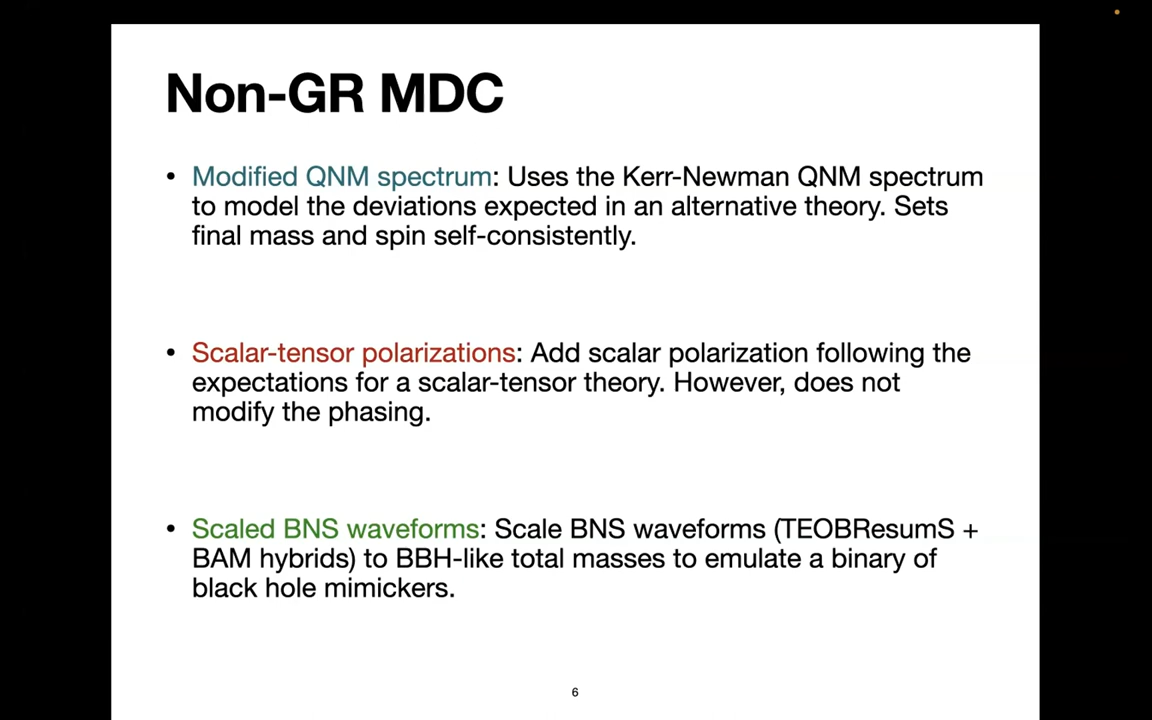 Non-GR MDC
• Modified QNM spectrum: Uses the Kerr-Newman QNM spectrum
to model the deviations expected in an alternative theory. Sets
final mass and spin self-consistently.
• Scalar-tensor polarizations: Add scalar polarization following the
expectations for a scalar-tensor theory. However, does not
modify the phasing.
• Scaled BNS waveforms: Scale BNS waveforms (TEOBResumS +
BAM hybrids) to BBH-like total masses to emulate a binary of
black hole mimickers.
6